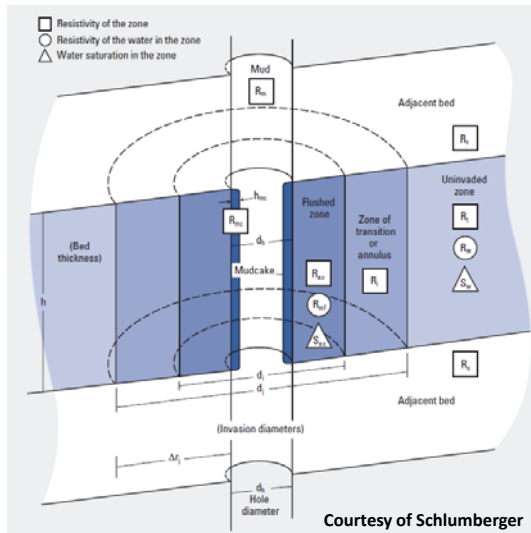 Resistivity of the zone
Resistivity of the water in the zone
Water saturation in the zone
Mud
Rm
Adjacent bed
Rs
Uninvaded
zone
Rt
Rw
Sw
Flushed
zone
Zone of
transition
or
annulus
hmc
Rmc
dh
(Bed
thickness)
Mudcake
h
Rxo
Rmf
Sxo
Ri
Rs
di
dj
Adjacent bed
(Invasion diameters)
Δrj
dh
Hole
diameter
Courtesy of Schlumberger